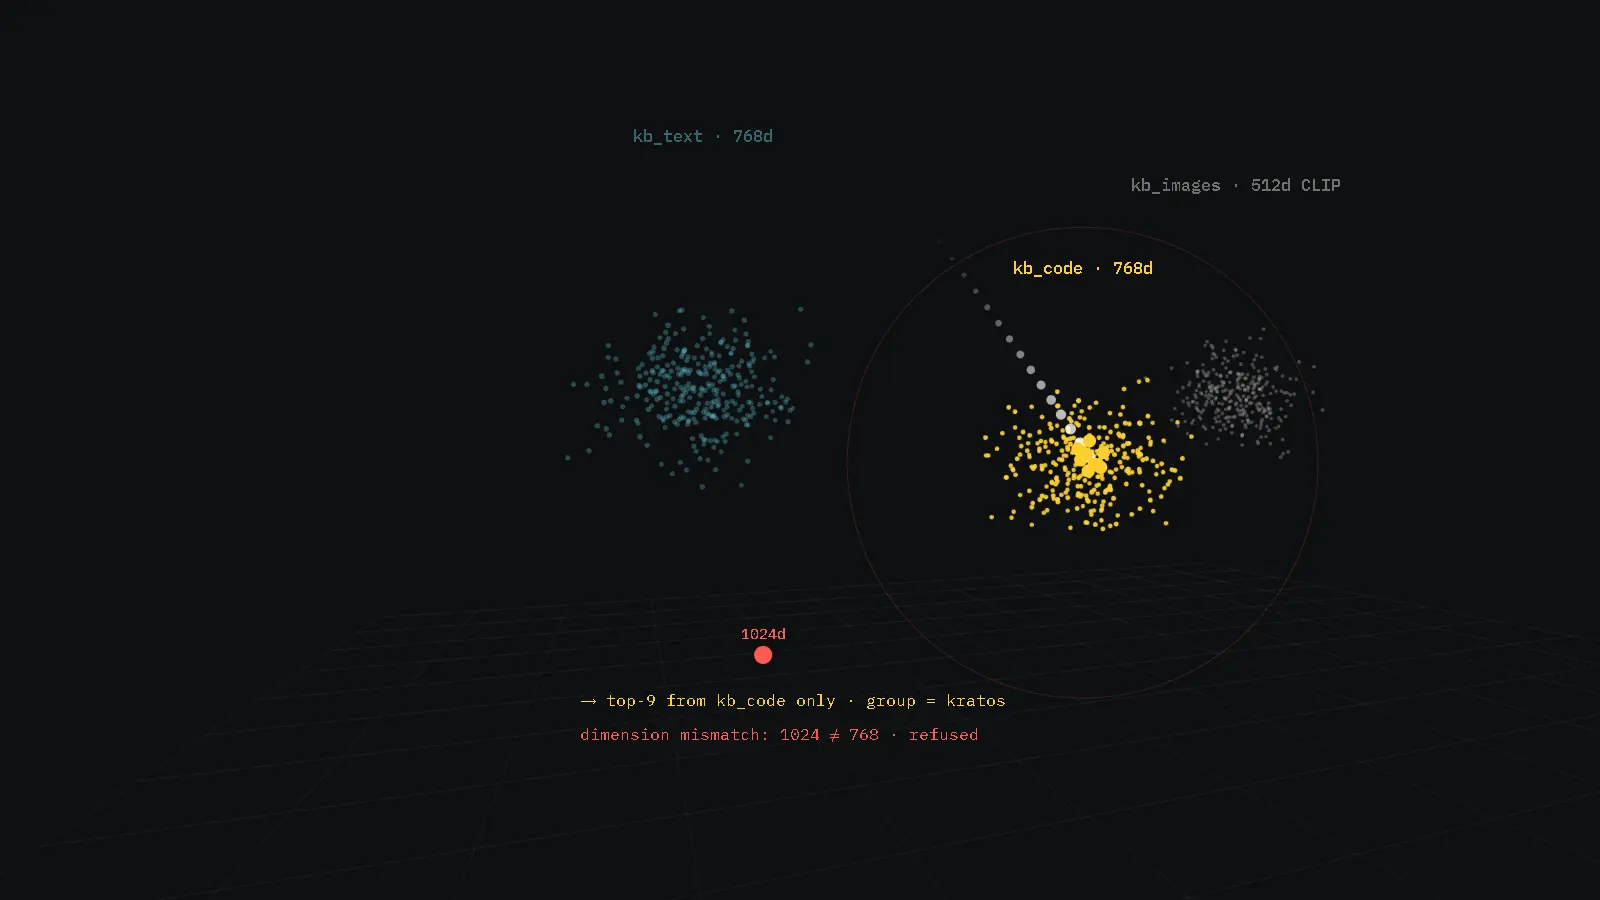 kb_text · 768d
kb_images · 512d CLIP
kb_code · 768d
1024d
→ top-9 from kb_code only · group = kratos
dimension mismatch: 1024 ≠ 768 · refused